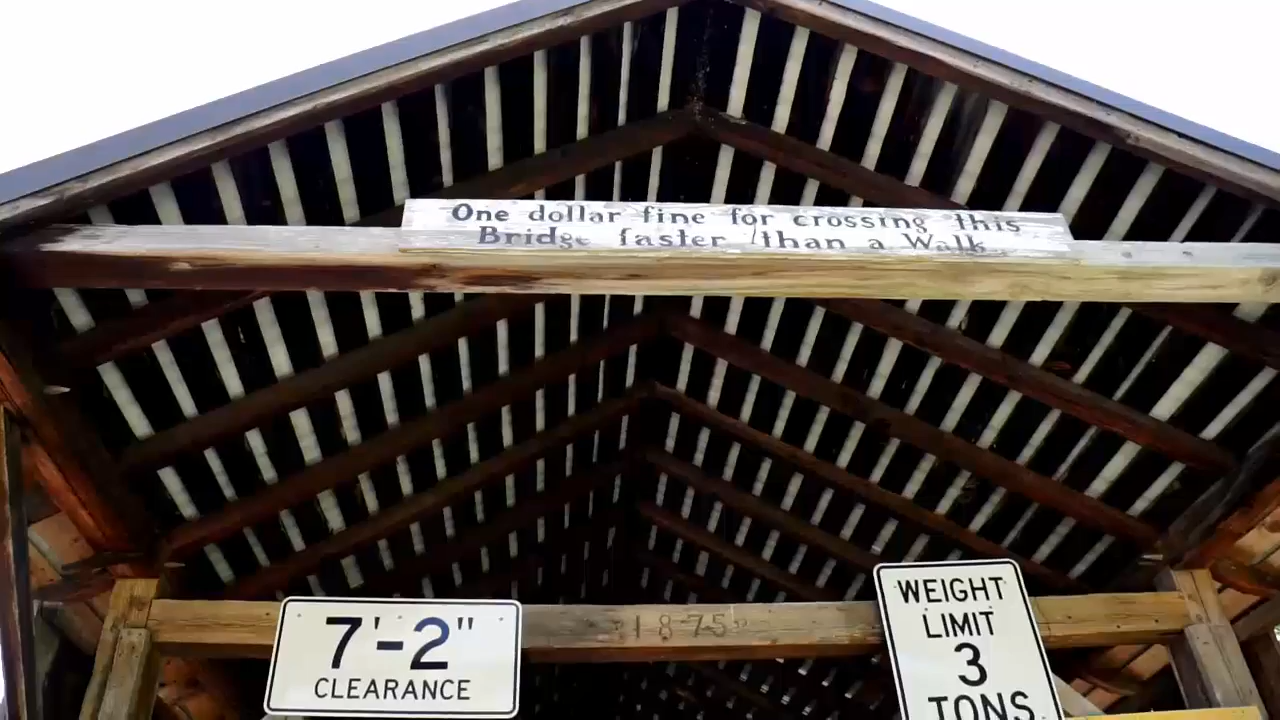 One dollar fine for crossing this
Bridge faster than a Walk
7'-2"
CLEARANCE
1875
WEIGHT
LIMIT
3
TONS